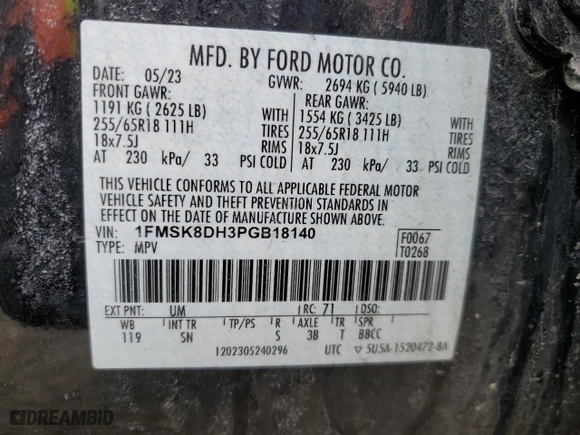 MFD. BY FORD MOTOR CO.
DATE: 05/23 GVWR: 2694 KG ( 5940 LB)
FRONT GAWR: REAR GAWR:
1191 KG ( 2625 LB) WITH 1554 KG ( 3425 LB) WITH
255/65R18 111H TIRES 255/65R18 111H TIRES
18x7.5J RIMS 18x7.5J RIMS
AT 230 kPa/ 33 PSI COLD AT 230 kPa/ 33 PSI COLD
THIS VEHICLE CONFORMS TO ALL APPLICABLE FEDERAL MOTOR
VEHICLE SAFETY AND THEFT PREVENTION STANDARDS IN
EFFECT ON THE DATE OF MANUFACTURE SHOWN ABOVE.
VIN: 1FMSK8DH3PGB18140 F0067
TYPE: MPV T0268
EXT PNT: UM RC: 71 DSO:
WB INT TR TP/PS R AXLE TR SPR
119 SN S 3B T BBCC
1202305240296 UTC ▽ 5U5A-1520472-BA
DREAMBID